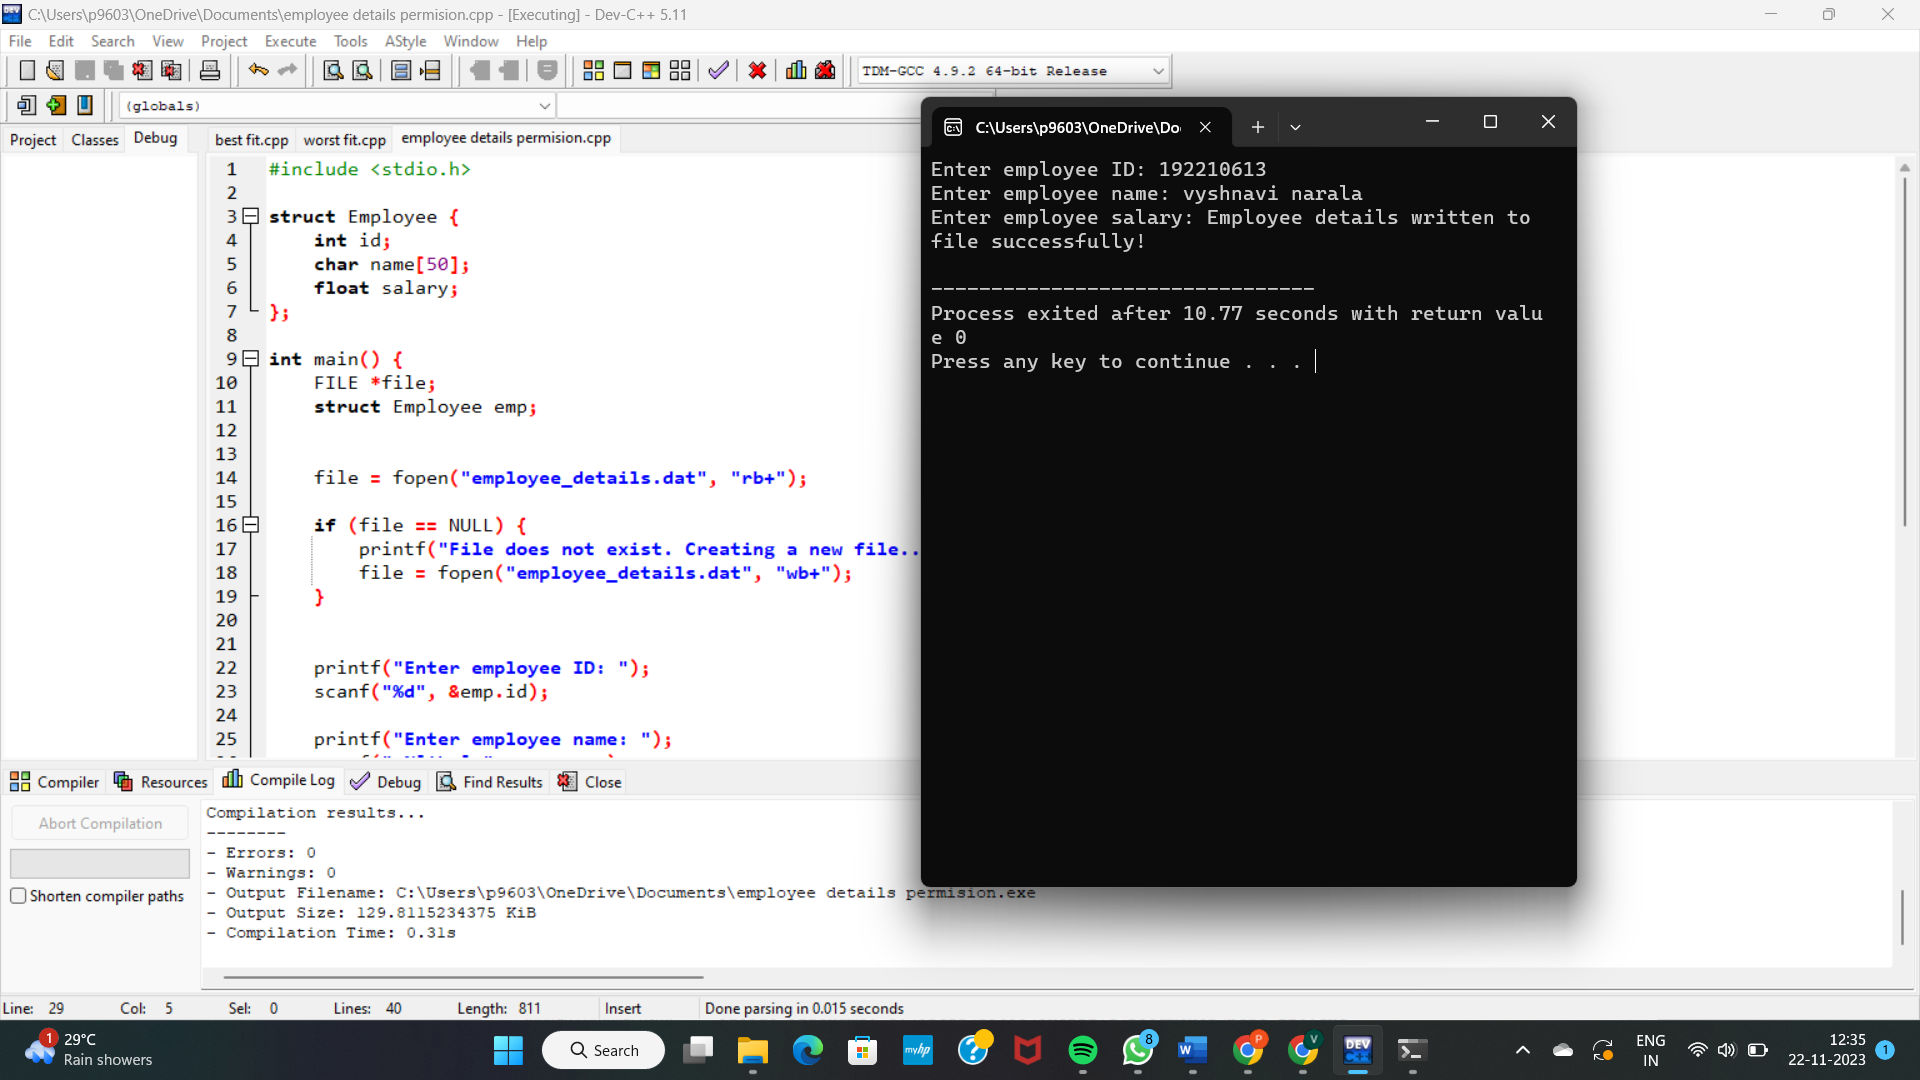 C:\Users\p9603\OneDrive\Documents\employee details permision.cpp - [Executing] - Dev-C++ 5.11
File Edit Search View Project Execute Tools AStyle Window Help
TDM-GCC 4.9.2 64-bit Release
(globals)
Project Classes Debug
best fit.cpp worst fit.cpp employee details permision.cpp
1 #include <stdio.h>
2
3 struct Employee {
4 int id;
5 char name[50];
6 float salary;
7 };
8
9 int main() {
10 FILE *file;
11 struct Employee emp;
12
13
14 file = fopen("employee_details.dat", "rb+");
15
16 if (file == NULL) {
17 printf("File does not exist. Creating a new file..
18 file = fopen("employee_details.dat", "wb+");
19 }
20
21
22 printf("Enter employee ID: ");
23 scanf("%d", &emp.id);
24
25 printf("Enter employee name: ");
C:\Users\p9603\OneDrive\Do
Enter employee ID: 192210613
Enter employee name: vyshnavi narala
Enter employee salary: Employee details written to
file successfully!
--------------------------------
Process exited after 10.77 seconds with return valu
e 0
Press any key to continue . . .
Compiler Resources Compile Log Debug Find Results Close
Abort Compilation
Shorten compiler paths
Compilation results...
--------
- Errors: 0
- Warnings: 0
- Output Filename: C:\Users\p9603\OneDrive\Documents\employee details permision.exe
- Output Size: 129.8115234375 KiB
- Compilation Time: 0.31s
Line: 29 Col: 5 Sel: 0 Lines: 40 Length: 811 Insert Done parsing in 0.015 seconds
1
29°C
Rain showers
Search
myhp
8
P
V
DEV
C++
ENG
IN
12:35
22-11-2023
1